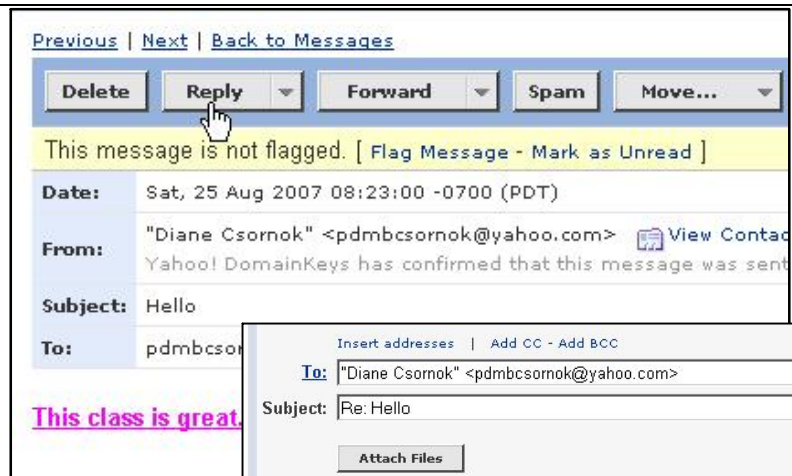 Previous | Next | Back to Messages
Delete Reply Forward Spam Move...
This message is not flagged. [ Flag Message - Mark as Unread ]
Date: Sat, 25 Aug 2007 08:23:00 -0700 (PDT)
From: "Diane Csornok" <pdmbcsornok@yahoo.com> View Contac
Yahoo! DomainKeys has confirmed that this message was sent
Subject: Hello
To: pdmbcsor
This class is great.
Insert addresses | Add CC - Add BCC
To: "Diane Csornok" <pdmbcsornok@yahoo.com>
Subject: Re: Hello
Attach Files